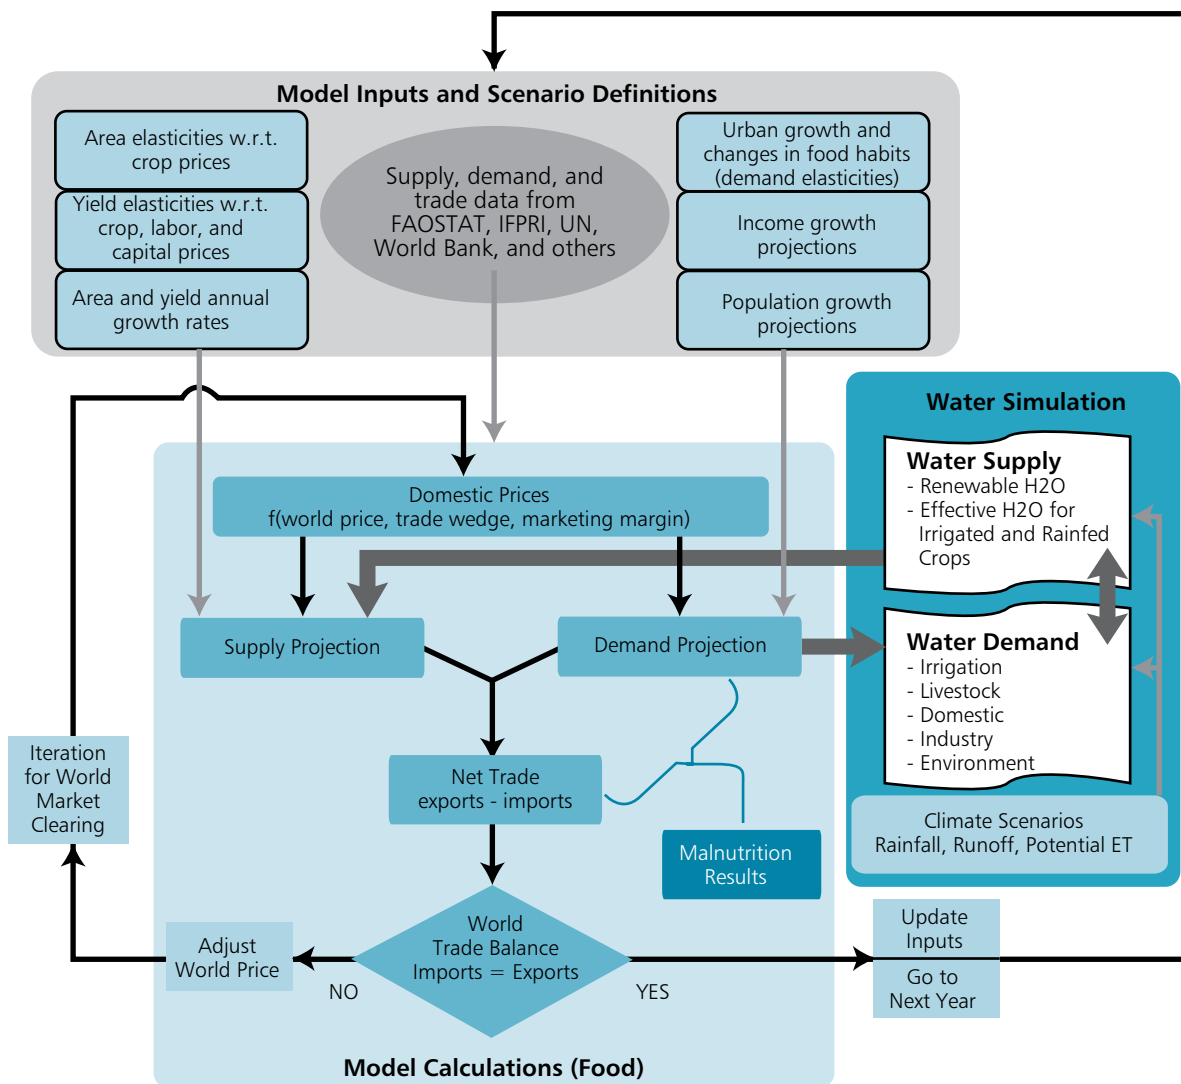 Model Inputs and Scenario Definitions
Area elasticities w.r.t.
crop prices
Yield elasticities w.r.t.
crop, labor, and
capital prices
Area and yield annual
growth rates
Supply, demand, and
trade data from
FAOSTAT, IFPRI, UN,
World Bank, and others
Urban growth and
changes in food habits
(demand elasticities)
Income growth
projections
Population growth
projections
Water Simulation
Water Supply
- Renewable H2O
- Effective H2O for
Irrigated and Rainfed
Crops
Water Demand
- Irrigation
- Livestock
- Domestic
- Industry
- Environment
Climate Scenarios
Rainfall, Runoff, Potential ET
Domestic Prices
f(world price, trade wedge, marketing margin)
Supply Projection
Demand Projection
Net Trade
exports - imports
Malnutrition
Results
World
Trade Balance
Imports = Exports
NO
YES
Adjust
World Price
Iteration
for World
Market
Clearing
Update
Inputs
Go to
Next Year
Model Calculations (Food)